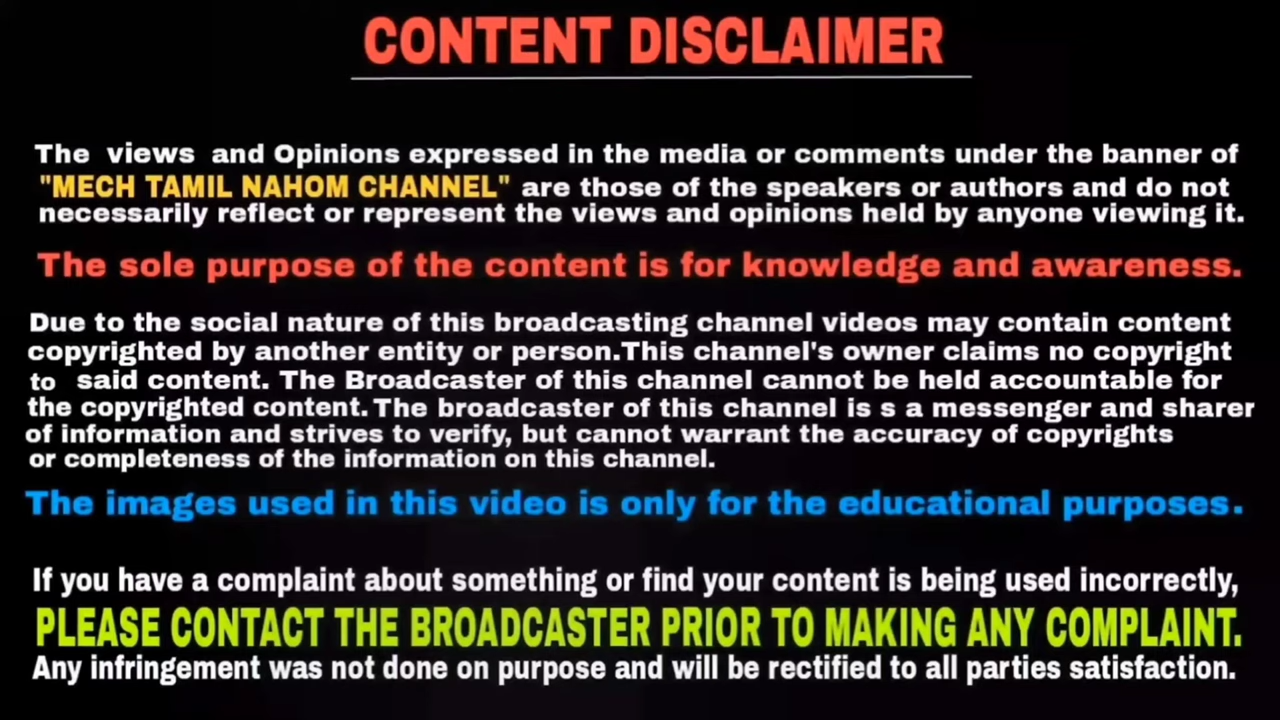 CONTENT DISCLAIMER
The views and Opinions expressed in the media or comments under the banner of
"MECH TAMIL NAHOM CHANNEL" are those of the speakers or authors and do not
necessarily reflect or represent the views and opinions held by anyone viewing it.
The sole purpose of the content is for knowledge and awareness.
Due to the social nature of this broadcasting channel videos may contain content
copyrighted by another entity or person.This channel's owner claims no copyright
to said content. The Broadcaster of this channel cannot be held accountable for
the copyrighted content. The broadcaster of this channel is s a messenger and sharer
of information and strives to verify, but cannot warrant the accuracy of copyrights
or completeness of the information on this channel.
The images used in this video is only for the educational purposes.
If you have a complaint about something or find your content is being used incorrectly,
PLEASE CONTACT THE BROADCASTER PRIOR TO MAKING ANY COMPLAINT.
Any infringement was not done on purpose and will be rectified to all parties satisfaction.